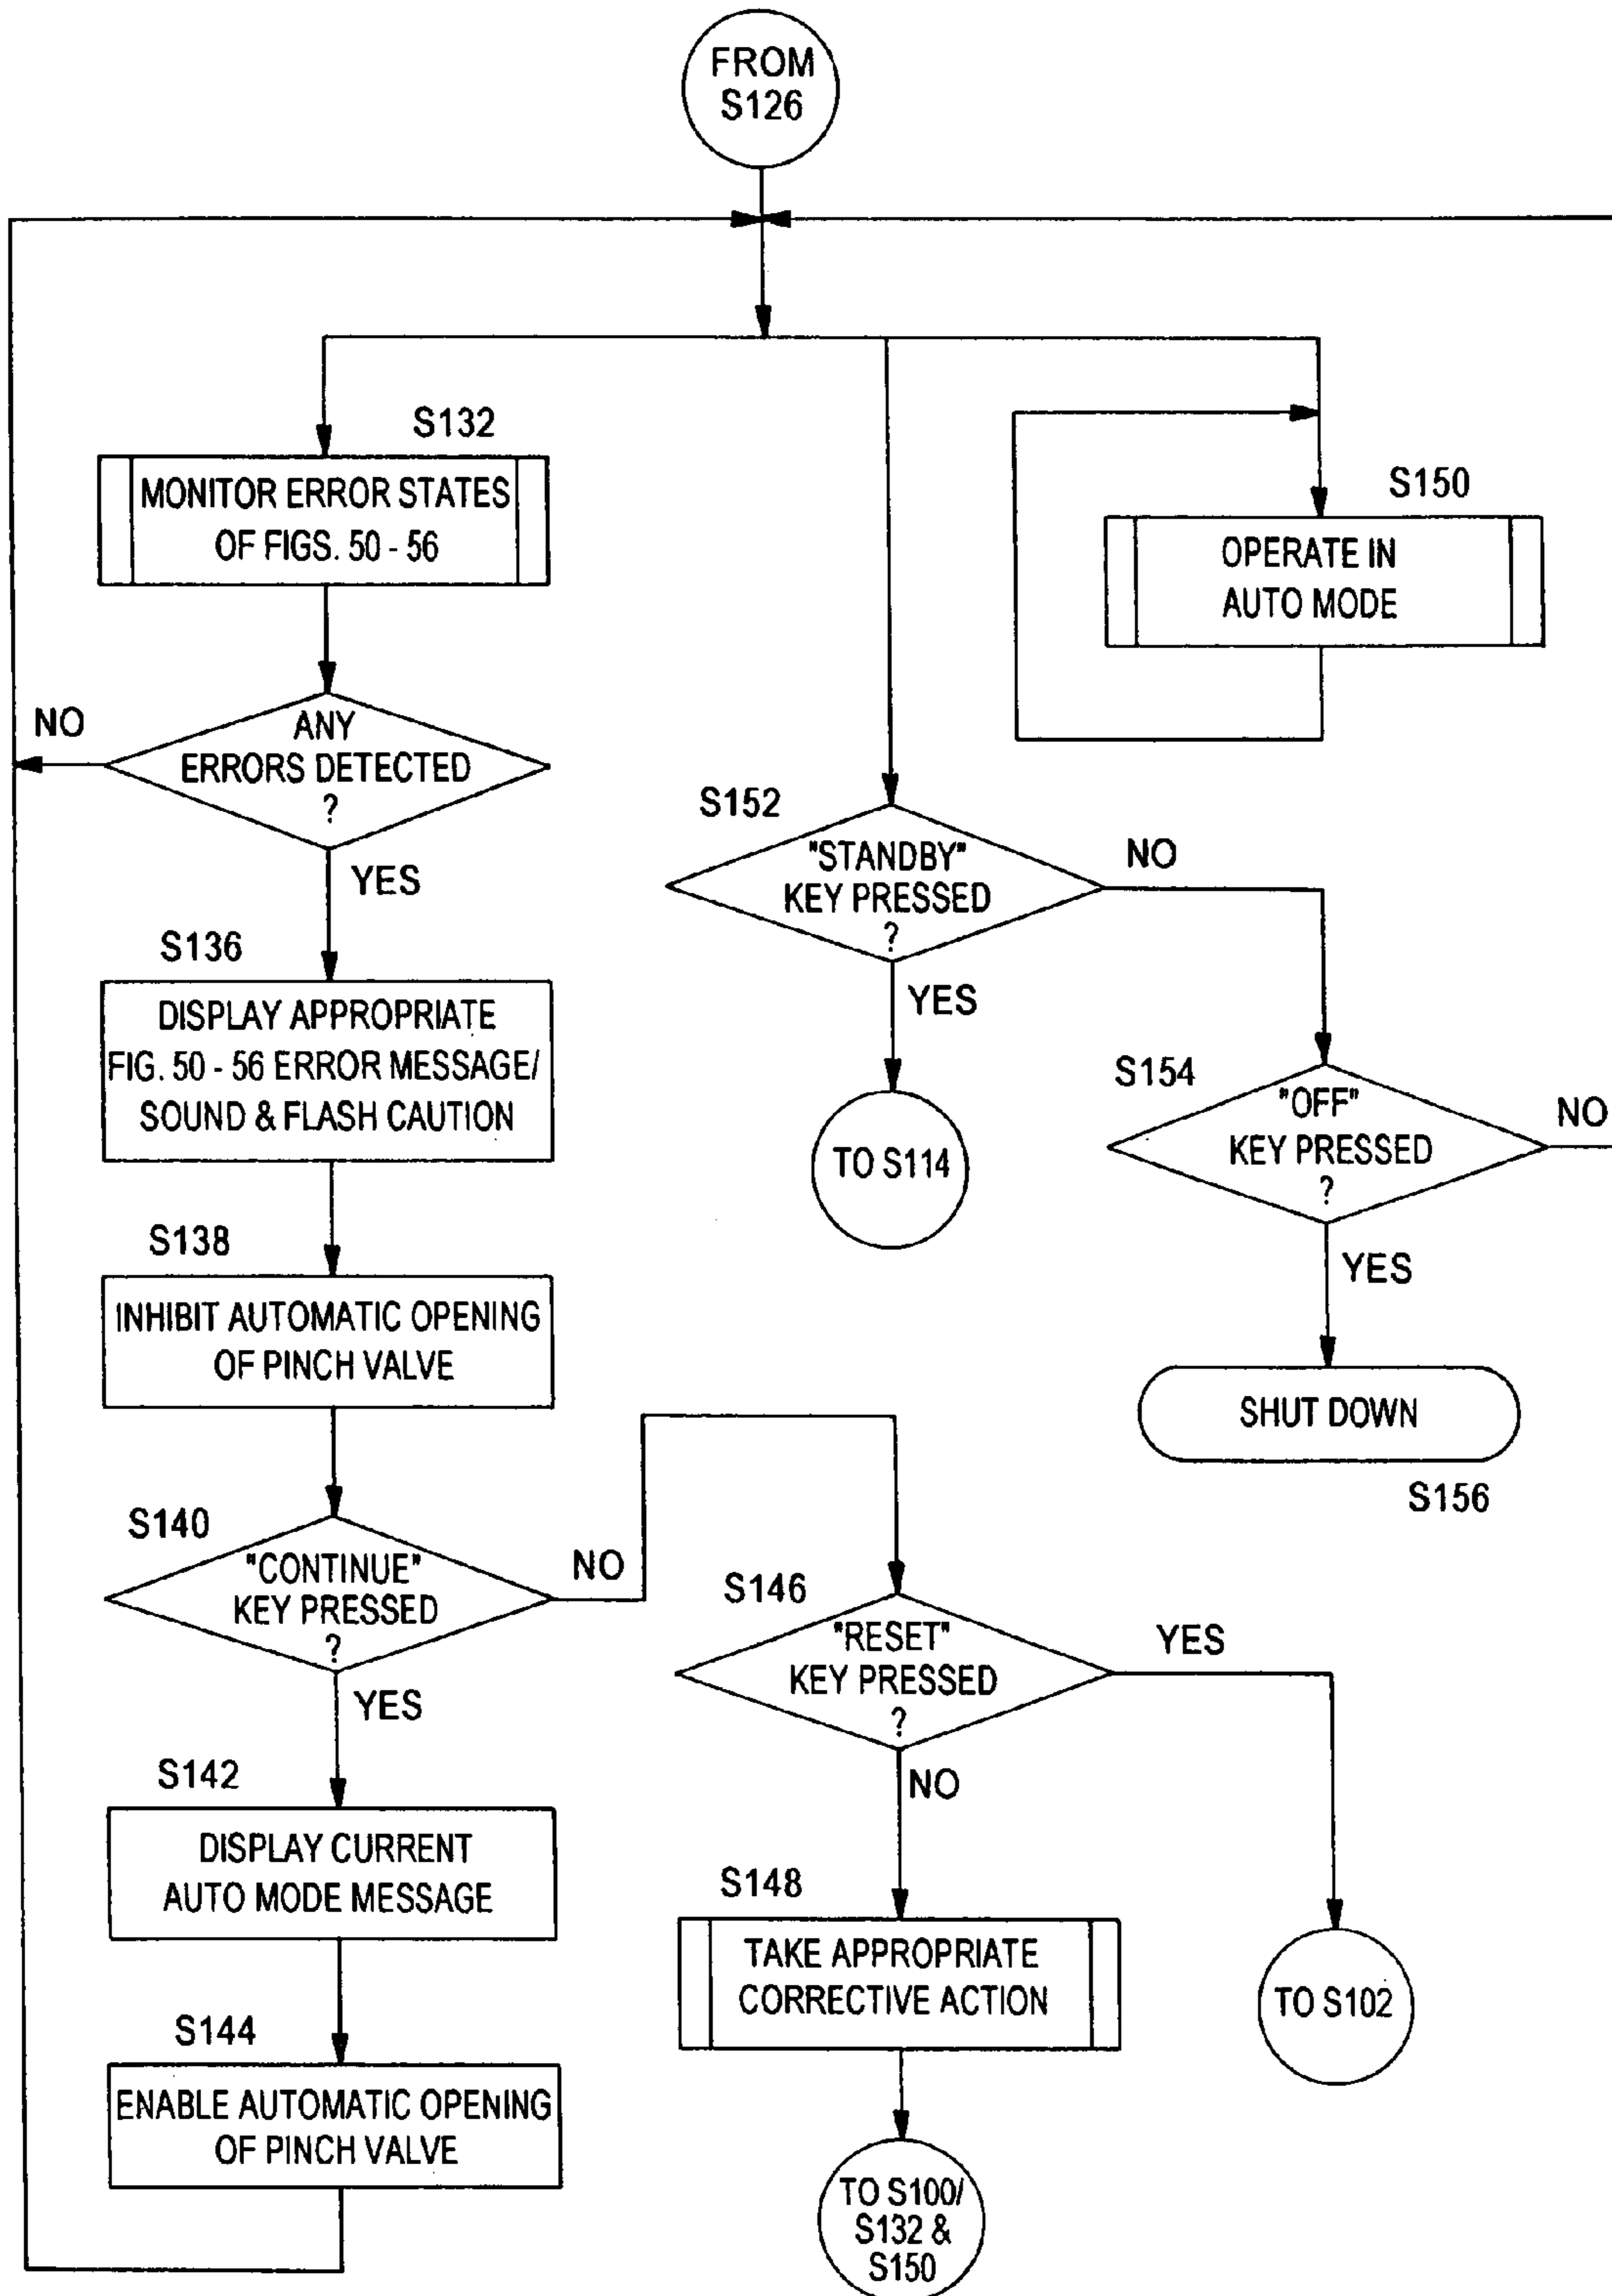 FROM
S126
S132
MONITOR ERROR STATES
OF FIGS. 50 - 56
S150
OPERATE IN
AUTO MODE
NO
ANY
ERRORS DETECTED
?
YES
S152
"STANDBY"
KEY PRESSED
?
NO
YES
TO S114
S136
DISPLAY APPROPRIATE
FIG. 50 - 56 ERROR MESSAGE/
SOUND & FLASH CAUTION
S154
"OFF"
KEY PRESSED
?
NO
YES
SHUT DOWN
S156
S138
INHIBIT AUTOMATIC OPENING
OF PINCH VALVE
S140
"CONTINUE"
KEY PRESSED
?
NO
YES
S146
"RESET"
KEY PRESSED
?
YES
NO
S142
DISPLAY CURRENT
AUTO MODE MESSAGE
S148
TAKE APPROPRIATE
CORRECTIVE ACTION
TO S102
S144
ENABLE AUTOMATIC OPENING
OF PINCH VALVE
TO S100/
S132 &
S150